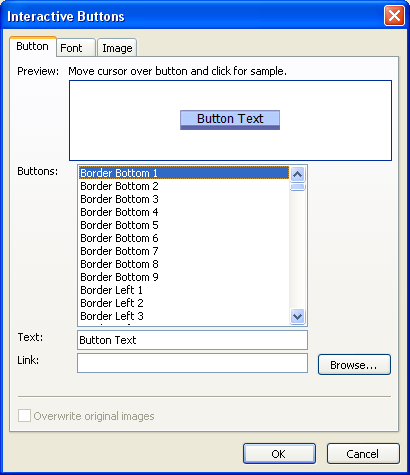 Interactive Buttons
Button Font Image
Preview: Move cursor over button and click for sample.
Button Text
Buttons: Border Bottom 1
Border Bottom 2
Border Bottom 3
Border Bottom 4
Border Bottom 5
Border Bottom 6
Border Bottom 7
Border Bottom 8
Border Bottom 9
Border Left 1
Border Left 2
Border Left 3
Text: Button Text
Link: Browse...
Overwrite original images
OK Cancel